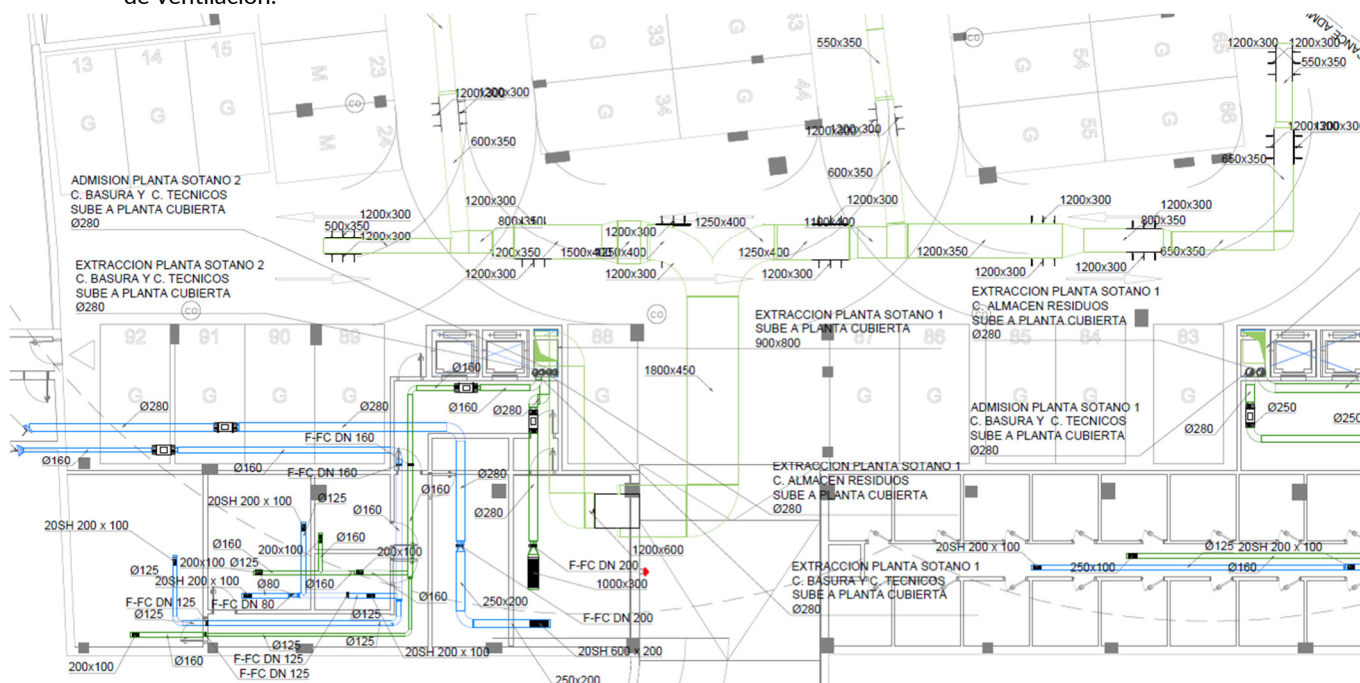 de ventilación.
13
14
15
23
G
G
G
M
M
24
CO
G
33
34
G
G
43
44
G
CO
G
54
65
G
G
55
66
G
1200x300
1200x300
600x350
550x350
1200x300
1200x300
600x350
1200x300
1200x300
550x350
1200x300
650x350
ADMISION PLANTA SOTANO 2
C. BASURA Y C. TECNICOS
SUBE A PLANTA CUBIERTA
Ø280
1200x300
500x350
1200x300
1200x300
800x350
1200x350
1200x300
1500x400
1200x300
1250x400
1200x300
1250x400
1250x400
1200x300
1200x300
1200x350
1200x300
1200x300
1200x300
800x350
1200x300
650x350
EXTRACCION PLANTA SOTANO 2
C. BASURA Y C. TECNICOS
SUBE A PLANTA CUBIERTA
Ø280
CO
CO
EXTRACCION PLANTA SOTANO 1
SUBE A PLANTA CUBIERTA
900x800
EXTRACCION PLANTA SOTANO 1
C. ALMACEN RESIDUOS
SUBE A PLANTA CUBIERTA
Ø280
92
91
90
89
88
87
86
85
84
83
G
G
G
G
G
G
G
G
G
G
1800x450
Ø160
Ø160
Ø280
Ø280
Ø280
F-FC DN 160
Ø160
Ø160
F-FC DN 160
ADMISION PLANTA SOTANO 1
C. BASURA Y C. TECNICOS
SUBE A PLANTA CUBIERTA
Ø280
Ø280
Ø250
Ø250
EXTRACCION PLANTA SOTANO 1
C. ALMACEN RESIDUOS
SUBE A PLANTA CUBIERTA
Ø280
Ø280
Ø160
Ø280
20SH 200 x 100
Ø125
Ø160
20SH 200 x 100
Ø160
200x100
Ø160
200x100
200x100
Ø125
Ø125
20SH 200 x 100
Ø80
Ø160
Ø160
F-FC DN 125
F-FC DN 80
Ø125
Ø125
Ø125
Ø125
200x100
Ø160
F-FC DN 125
F-FC DN 125
20SH 200 x 100
250x200
1200x600
F-FC DN 200
1000x300
F-FC DN 200
20SH 600 x 200
250x200
EXTRACCION PLANTA SOTANO 1
C. BASURA Y C. TECNICOS
SUBE A PLANTA CUBIERTA
Ø280
20SH 200 x 100
250x100
Ø125
20SH 200 x 100
Ø160